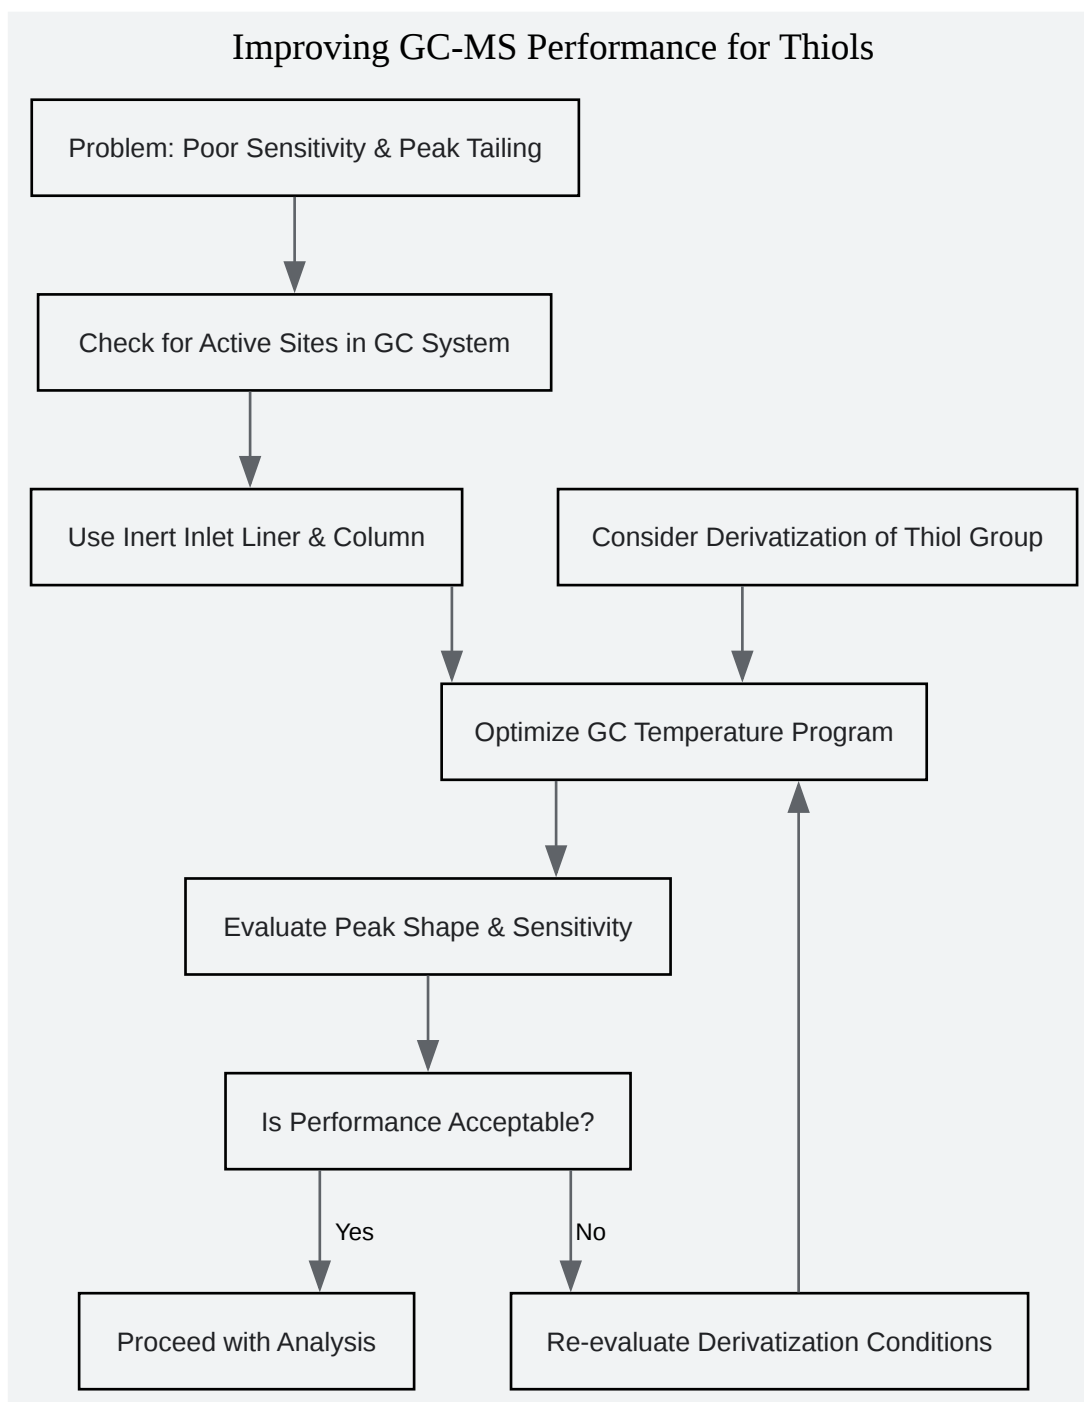 Improving GC-MS Performance for Thiols
Problem: Poor Sensitivity & Peak Tailing
Check for Active Sites in GC System
Use Inert Inlet Liner & Column
Consider Derivatization of Thiol Group
Optimize GC Temperature Program
Evaluate Peak Shape & Sensitivity
Is Performance Acceptable?
Yes
No
Proceed with Analysis
Re-evaluate Derivatization Conditions